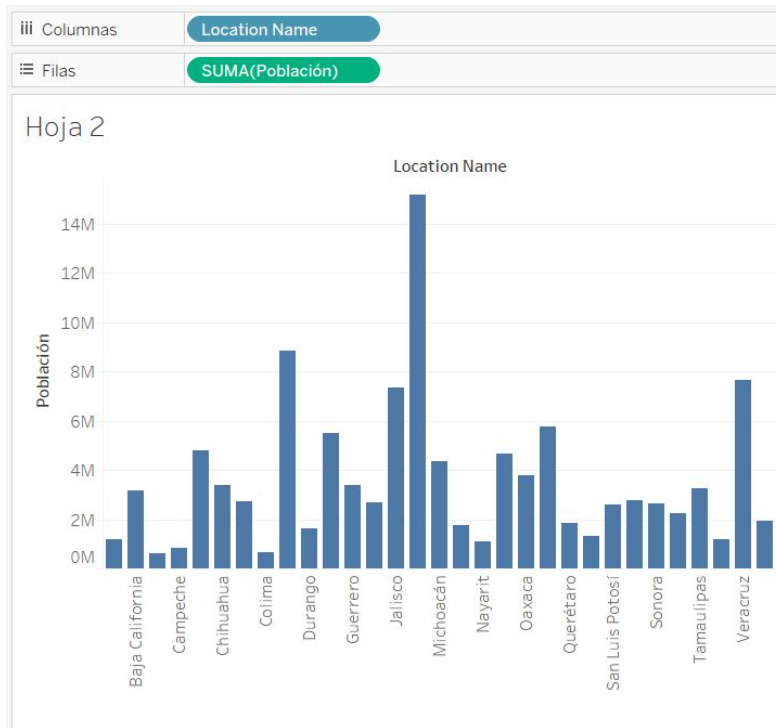 Columnas Location Name
Filas SUMA(Población)
Hoja 2
Location Name
14M
12M
10M
8M
6M
4M
2M
0M
Población
Baja California
Campeche
Chihuahua
Colima
Durango
Guerrero
Jalisco
Michoacán
Nayarit
Oaxaca
Querétaro
San Luis Potosí
Sonora
Tamaulipas
Veracruz